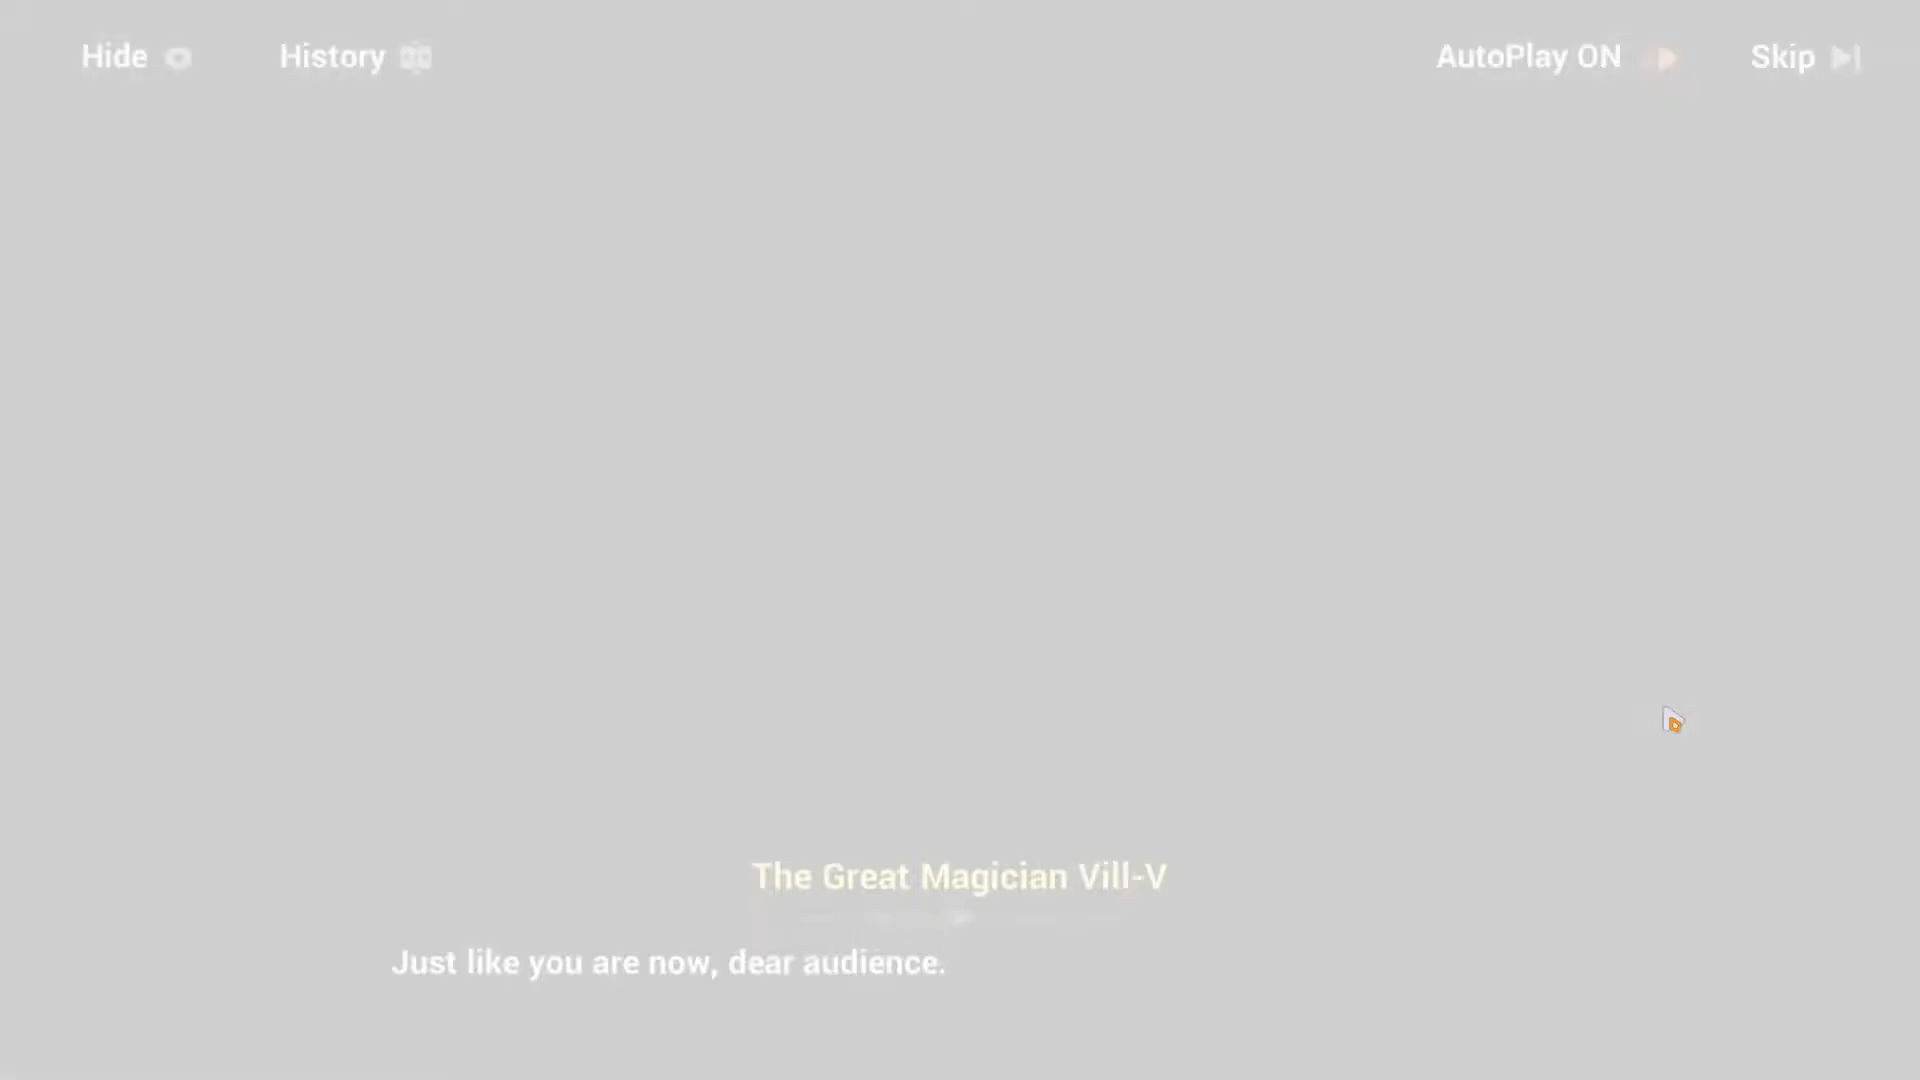 Hide
History
AutoPlay ON
Skip
The Great Magician Vill-V
Just like you are now, dear audience.